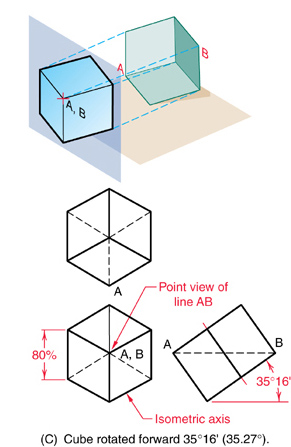 A
B
A, B
A
Point view of
line AB
80%
A, B
A
B
35°16'
Isometric axis
(C) Cube rotated forward 35°16' (35.27°).